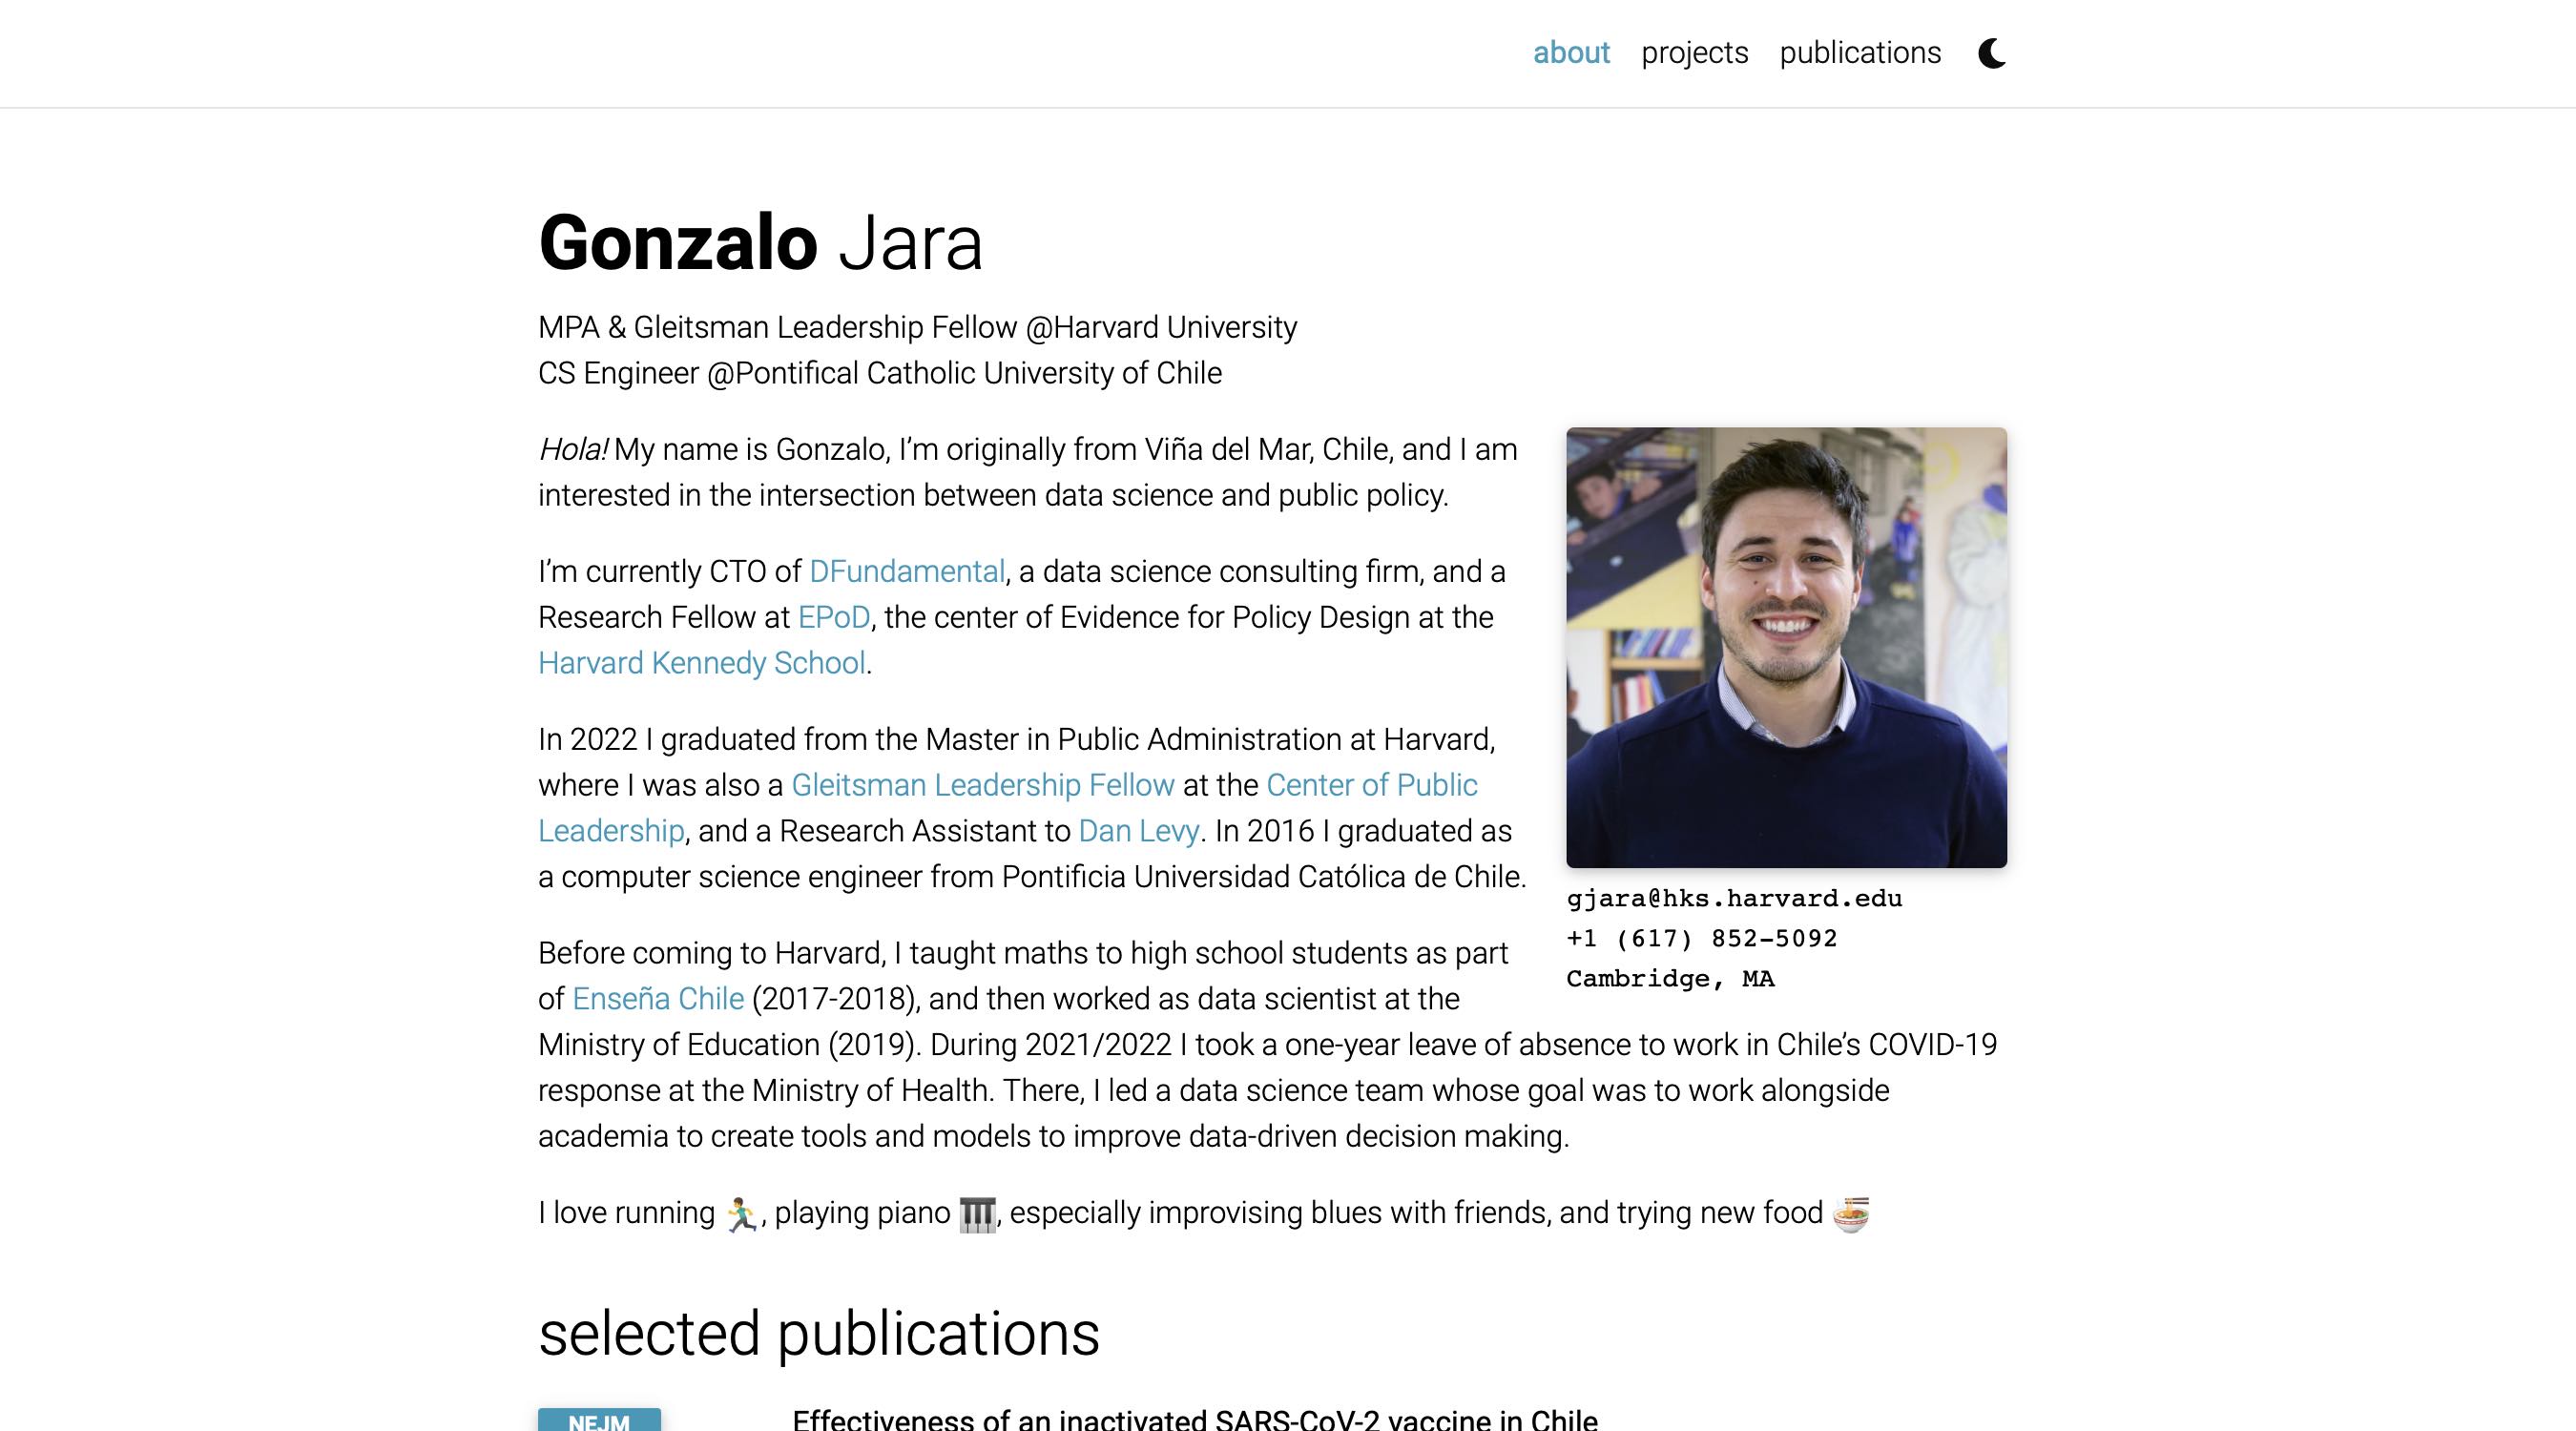 about projects publications
Gonzalo Jara
MPA & Gleitsman Leadership Fellow @Harvard University
CS Engineer @Pontifical Catholic University of Chile
Hola! My name is Gonzalo, I’m originally from Viña del Mar, Chile, and I am
interested in the intersection between data science and public policy.
I’m currently CTO of DFundamental, a data science consulting firm, and a
Research Fellow at EPoD, the center of Evidence for Policy Design at the
Harvard Kennedy School.
In 2022 I graduated from the Master in Public Administration at Harvard,
where I was also a Gleitsman Leadership Fellow at the Center of Public
Leadership, and a Research Assistant to Dan Levy. In 2016 I graduated as
a computer science engineer from Pontificia Universidad Católica de Chile.
gjara@hks.harvard.edu
+1 (617) 852-5092
Cambridge, MA
Before coming to Harvard, I taught maths to high school students as part
of Enseña Chile (2017-2018), and then worked as data scientist at the
Ministry of Education (2019). During 2021/2022 I took a one-year leave of absence to work in Chile’s COVID-19
response at the Ministry of Health. There, I led a data science team whose goal was to work alongside
academia to create tools and models to improve data-driven decision making.
I love running 🏃‍♂️, playing piano 🎹, especially improvising blues with friends, and trying new food 🍜
selected publications
NEJM
Effectiveness of an inactivated SARS-CoV-2 vaccine in Chile